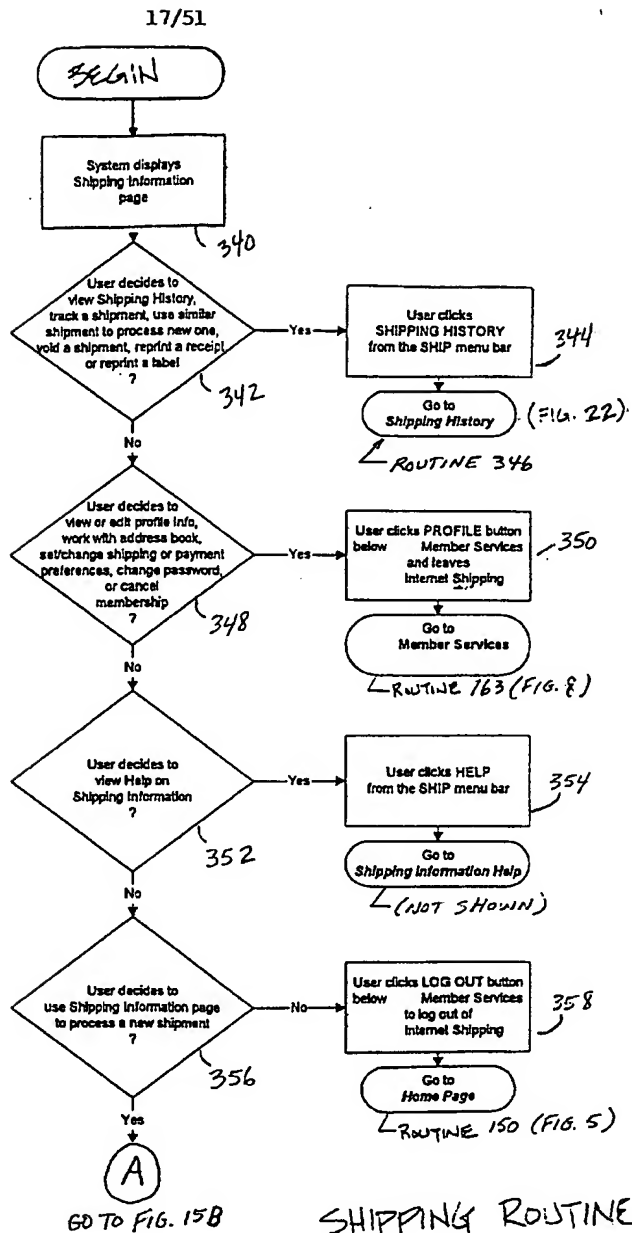 17/51
BEGIN
System displays
Shipping Information
page
340
User decides to
view Shipping History,
track a shipment, use similar
shipment to process new one,
void a shipment, reprint a receipt,
or reprint a label
?
342
Yes
User clicks
SHIPPING HISTORY
from the SHIP menu bar
344
Go to
Shipping History
(FIG. 22)
ROUTINE 346
No
User decides to
view or edit profile info,
work with address book,
set/change shipping or payment
preferences, change password,
or cancel
membership
?
348
Yes
User clicks PROFILE button
below Member Services
and leaves
Internet Shipping
350
Go to
Member Services
ROUTINE 163 (FIG. 8)
No
User decides to
view Help on
Shipping Information
?
352
Yes
User clicks HELP
from the SHIP menu bar
354
Go to
Shipping Information Help
(NOT SHOWN)
No
User decides to
use Shipping Information page
to process a new shipment
?
356
No
User clicks LOG OUT button
below Member Services
to log out of
Internet Shipping
358
Go to
Home Page
ROUTINE 150 (FIG. 5)
Yes
A
GO TO FIG. 15B
SHIPPING ROUTINE